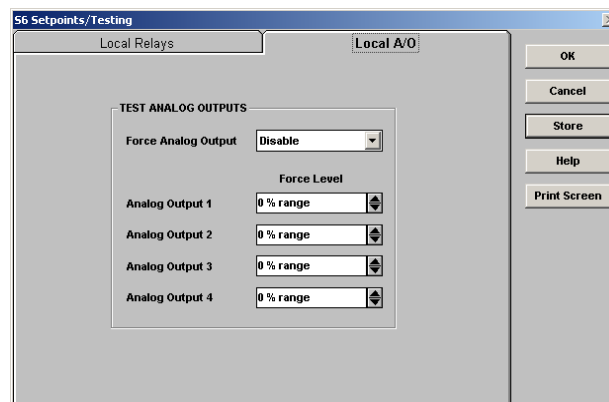 S6 Setpoints/Testing
Local Relays
Local A/O
TEST ANALOG OUTPUTS
Force Analog Output Disable
Force Level
Analog Output 1 0 % range
Analog Output 2 0 % range
Analog Output 3 0 % range
Analog Output 4 0 % range
OK
Cancel
Store
Help
Print Screen